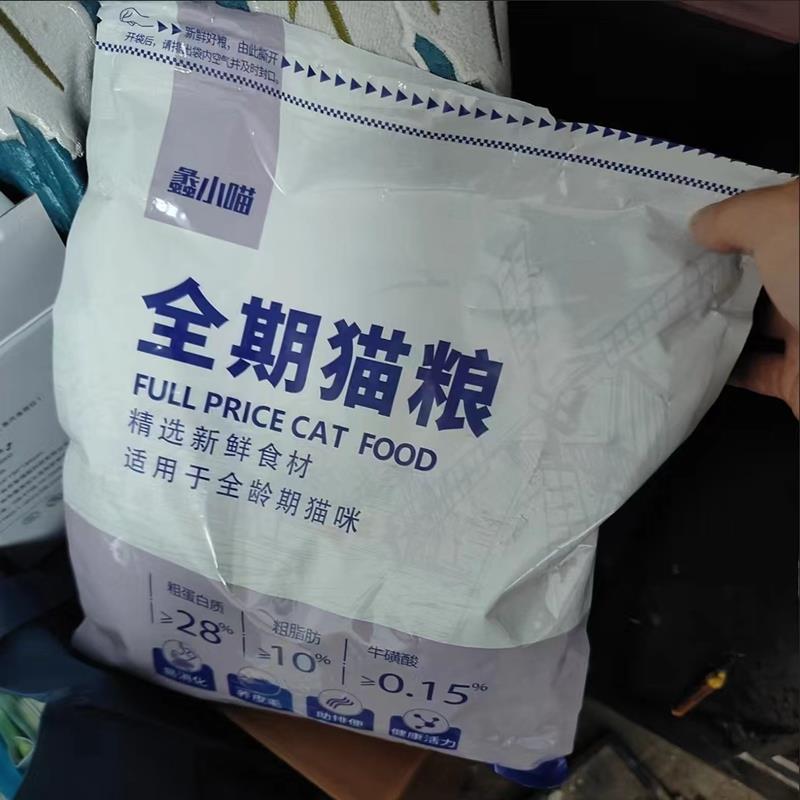 新鲜好粮，由此撕开
开袋后，请排出袋内空气并及时封口。
蠡小喵
全期猫粮
FULL PRICE CAT FOOD
精选新鲜食材
适用于全龄期猫咪
粗蛋白质
≥28%
粗脂肪
≥10%
牛磺酸
≥0.15%
易消化
养皮毛
助排便
健康活力